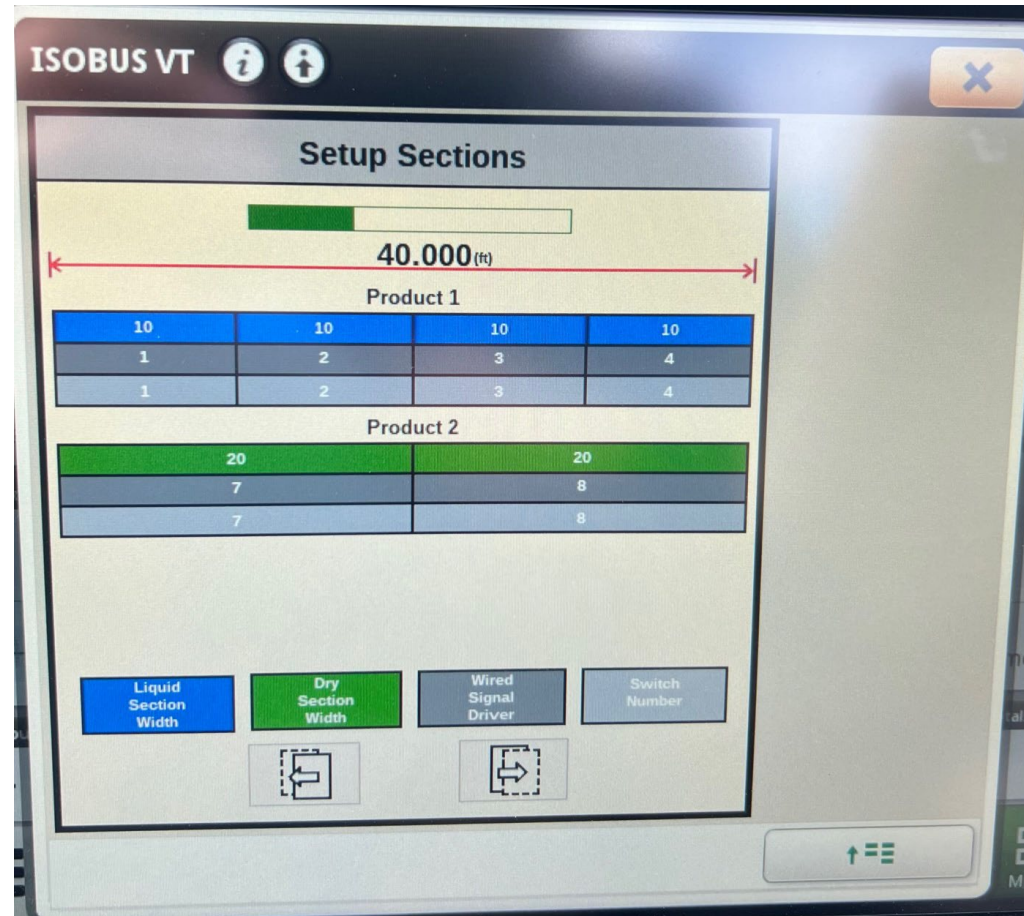 ISOBUS VT
Setup Sections
40.000(ft)
Product 1
10 10 10 10
1 2 3 4
1 2 3 4
Product 2
20 20
7 8
7 8
Liquid Section Width
Dry Section Width
Wired Signal Driver
Switch Number